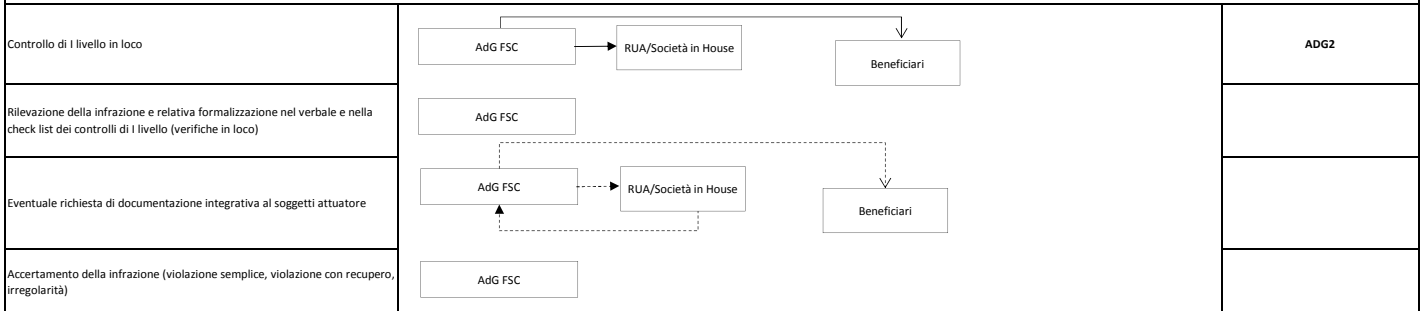 Controllo di I livello in loco
AdG FSC
RUA/Società in House
Beneficiari
ADG2
Rilevazione della infrazione e relativa formalizzazione nel verbale e nella
check list dei controlli di I livello (verifiche in loco)
AdG FSC
Eventuale richiesta di documentazione integrativa al soggetti attuatore
AdG FSC
RUA/Società in House
Beneficiari
Accertamento della infrazione (violazione semplice, violazione con recupero,
irregolarità)
AdG FSC